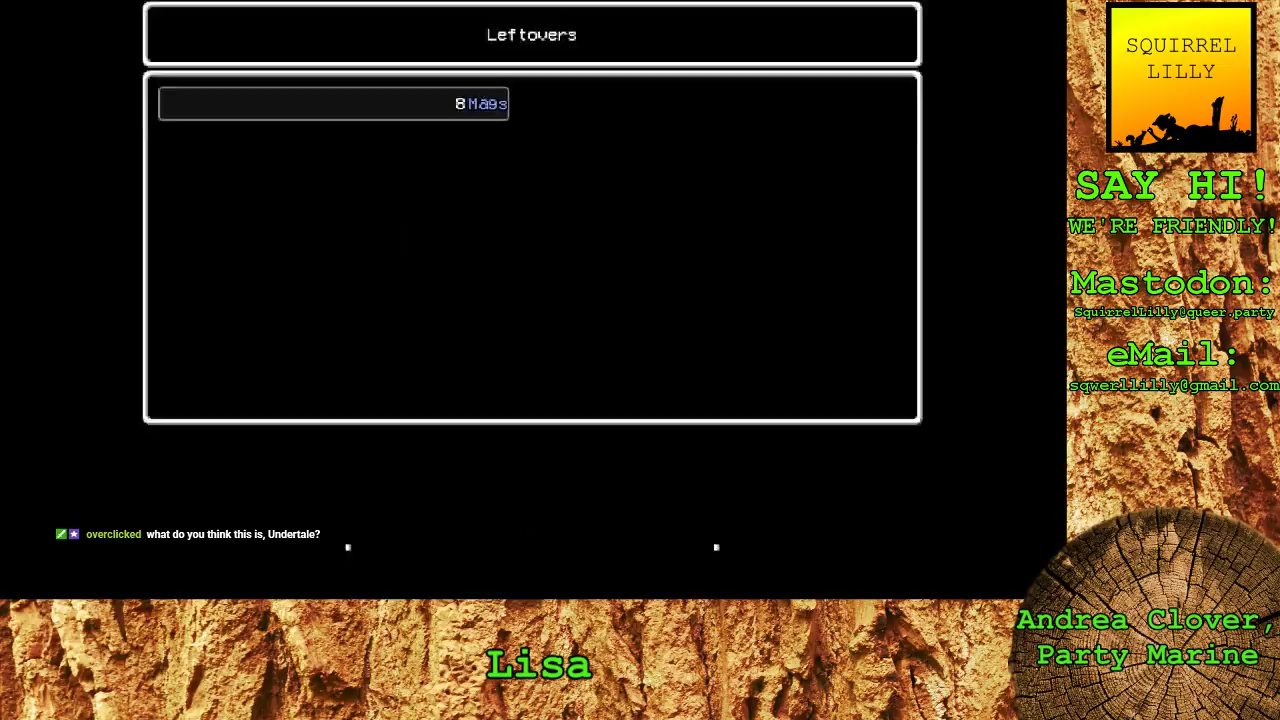 Leftovers
8 Mags
overclicked what do you think this is, Undertale?
SQUIRREL
LILLY
SAY HI!
WE'RE FRIENDLY!
Mastodon:
SquirrelLilly@queer.party
eMail:
sqwerllilly@gmail.com
Andrea Clover,
Party Marine
Lisa